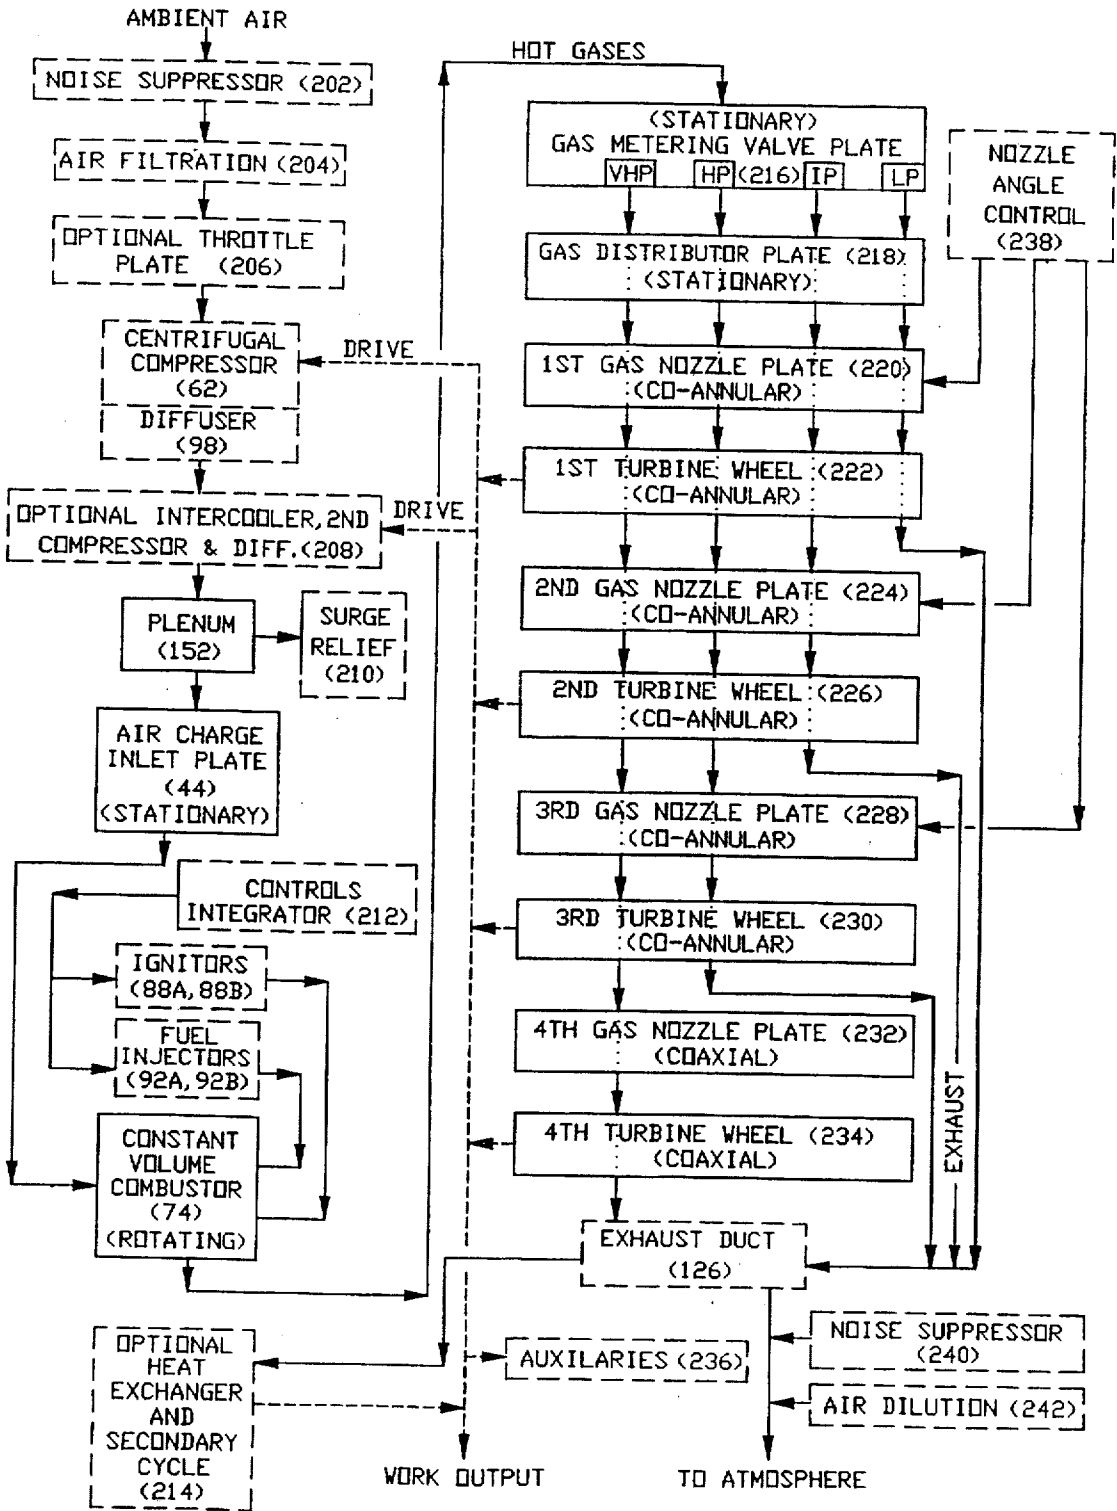 AMBIENT AIR
NOISE SUPPRESSOR (202)
AIR FILTRATION (204)
OPTIONAL THROTTLE
PLATE (206)
CENTRIFUGAL
COMPRESSOR
(62)
DIFFUSER
(98)
OPTIONAL INTERCOOLER, 2ND
COMPRESSOR & DIFF.(208)
PLENUM
(152)
SURGE
RELIEF
(210)
AIR CHARGE
INLET PLATE
(44)
(STATIONARY)
CONTROLS
INTEGRATOR (212)
IGNITORS
(88A, 88B)
FUEL
INJECTORS
(92A, 92B)
CONSTANT
VOLUME
COMBUSTOR
(74)
(ROTATING)
OPTIONAL
HEAT
EXCHANGER
AND
SECONDARY
CYCLE
(214)
DRIVE
DRIVE
HOT GASES
(STATIONARY)
GAS METERING VALVE PLATE
VHP HP (216) IP LP
GAS DISTRIBUTOR PLATE (218)
(STATIONARY)
1ST GAS NOZZLE PLATE (220)
(CO-ANNULAR)
1ST TURBINE WHEEL (222)
(CO-ANNULAR)
2ND GAS NOZZLE PLATE (224)
(CO-ANNULAR)
2ND TURBINE WHEEL (226)
(CO-ANNULAR)
3RD GAS NOZZLE PLATE (228)
(CO-ANNULAR)
3RD TURBINE WHEEL (230)
(CO-ANNULAR)
4TH GAS NOZZLE PLATE (232)
(COAXIAL)
4TH TURBINE WHEEL (234)
(COAXIAL)
EXHAUST DUCT
(126)
NOZZLE
ANGLE
CONTROL
(238)
EXHAUST
NOISE SUPPRESSOR
(240)
AIR DILUTION (242)
AUXILARIES (236)
WORK OUTPUT
TO ATMOSPHERE